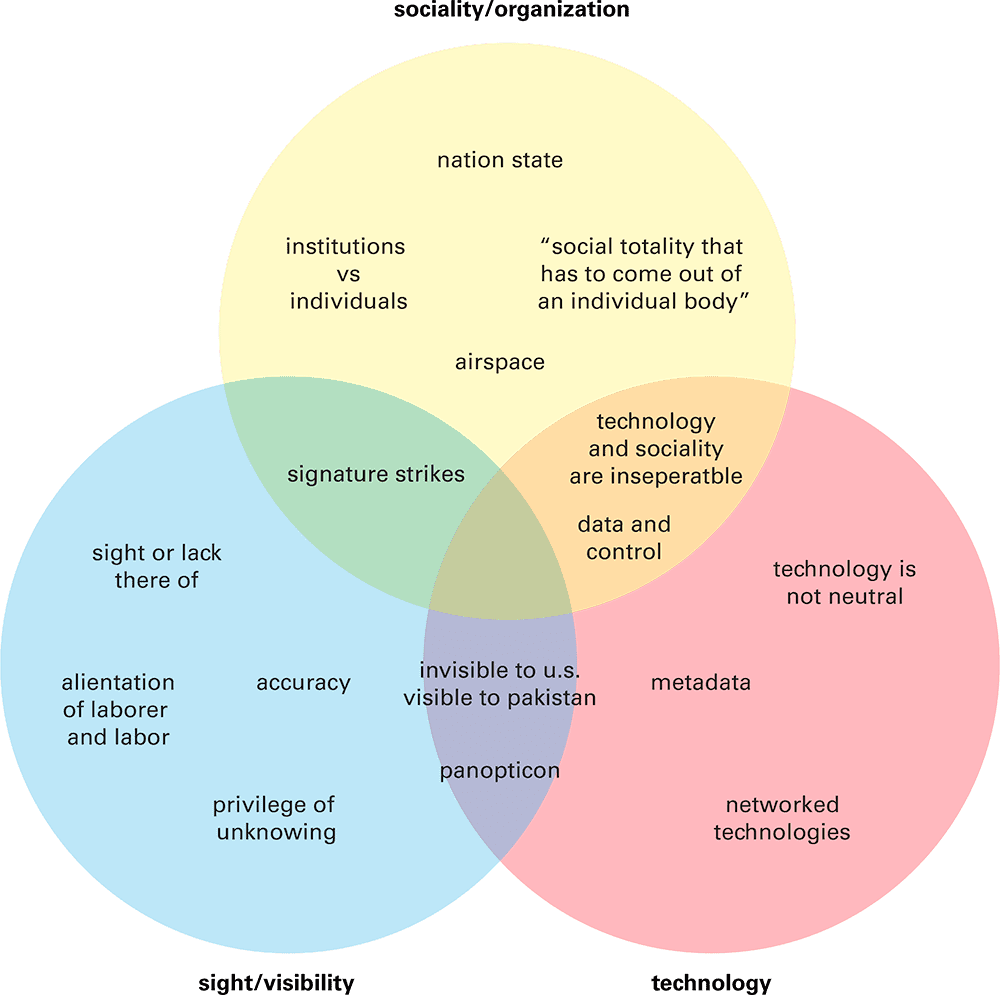 sociality/organization
nation state
institutions
vs
individuals
“social totality that
has to come out of
an individual body”
airspace
technology
and sociality
are inseperatble
signature strikes
data and
control
sight or lack
there of
technology is
not neutral
alientation
of laborer
and labor
accuracy
invisible to u.s.
visible to pakistan
metadata
panopticon
privilege of
unknowing
networked
technologies
sight/visibility
technology